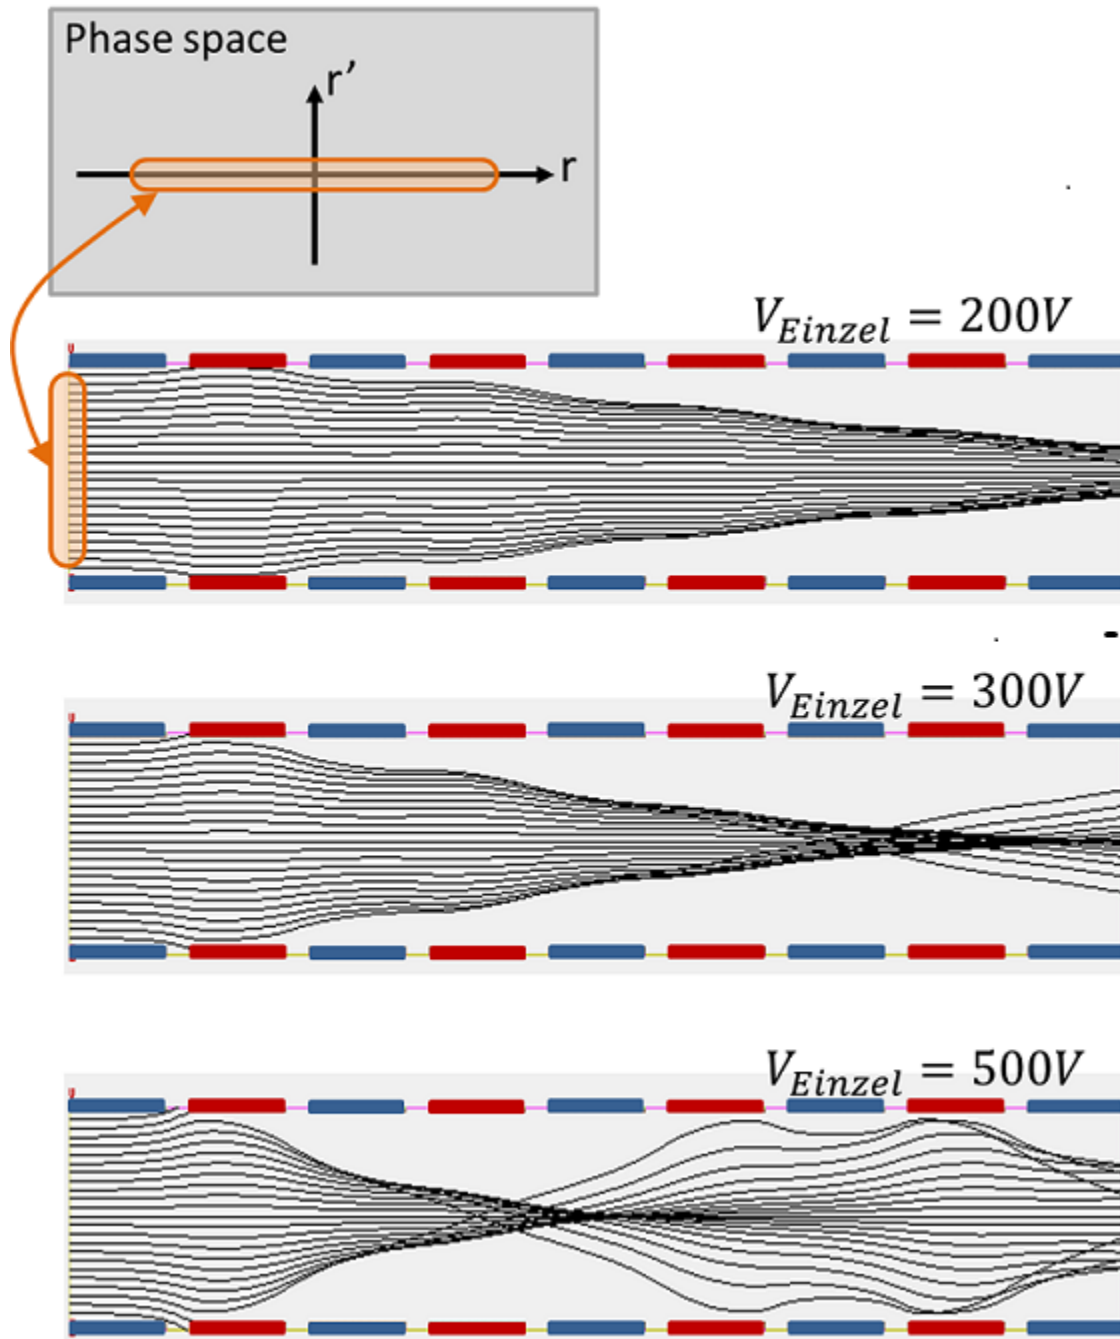 Phase space
r’
r
V_Einzel = 200V
V_Einzel = 300V
V_Einzel = 500V